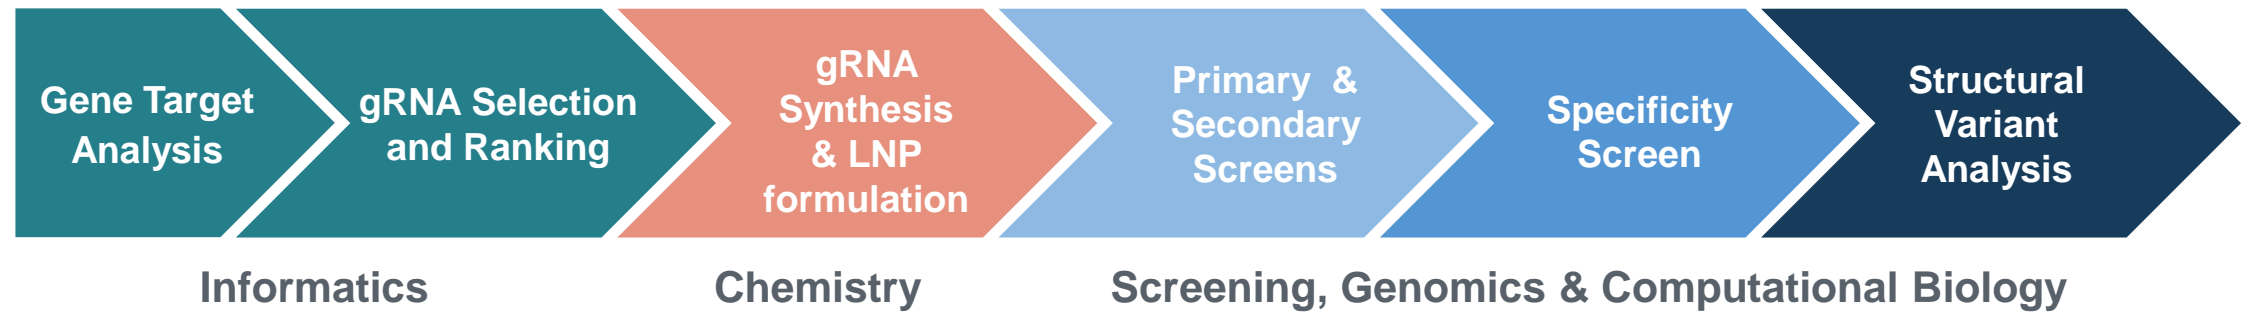 Gene Target
Analysis
gRNA Selection
and Ranking
gRNA
Synthesis
& LNP
formulation
Primary &
Secondary
Screens
Specificity
Screen
Structural
Variant
Analysis
Informatics
Chemistry
Screening, Genomics & Computational Biology